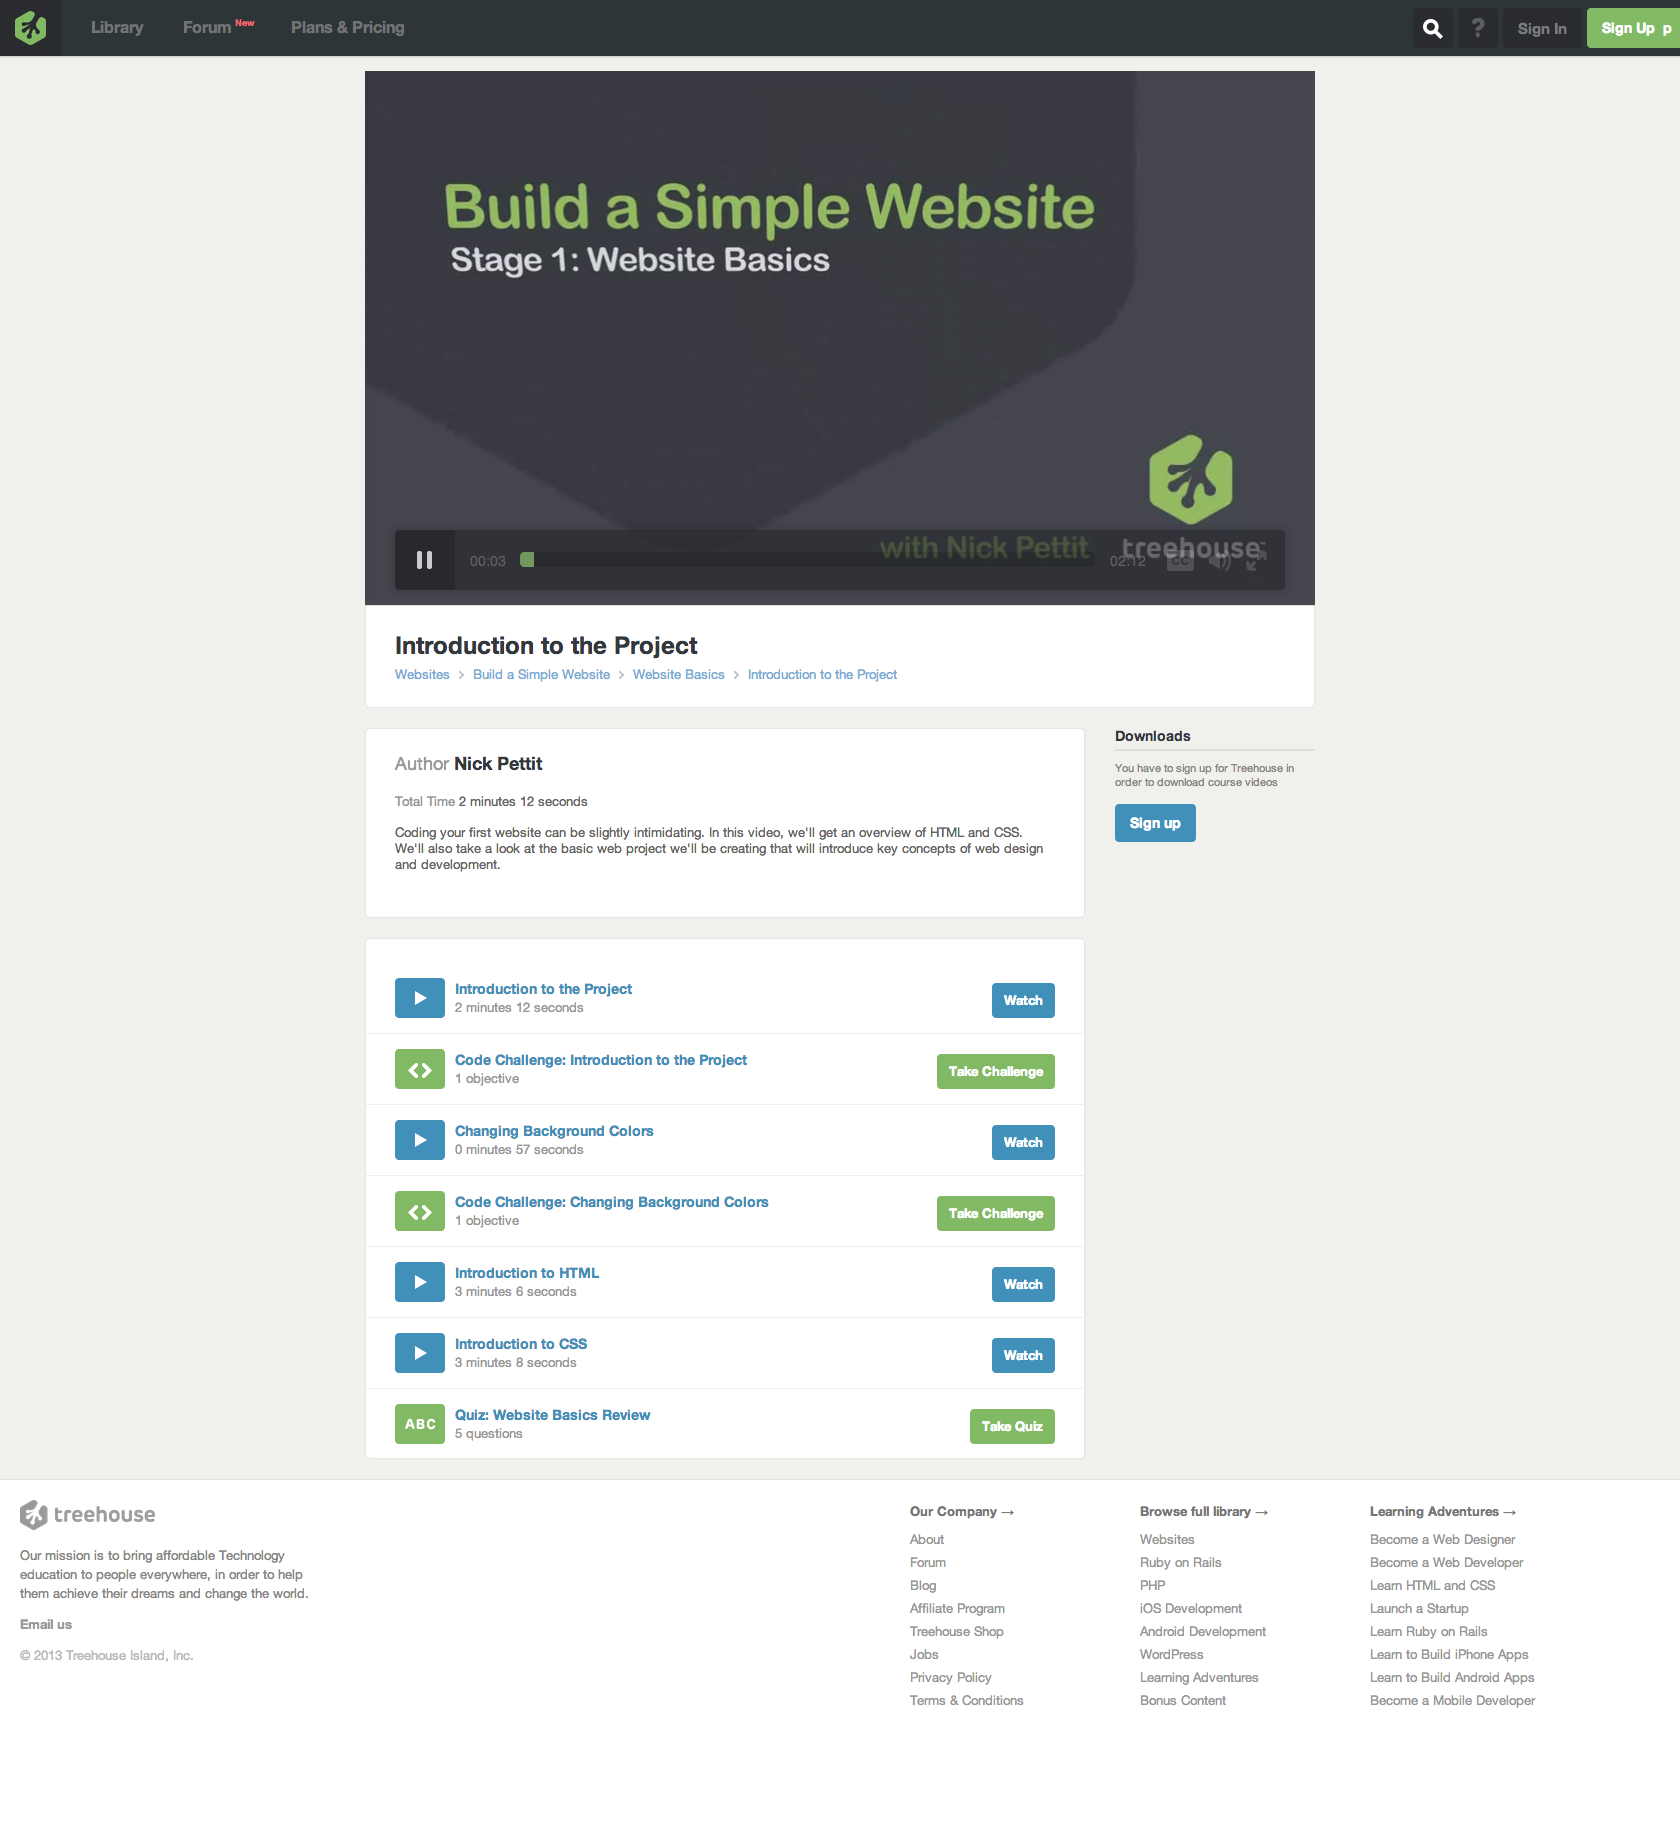 Library
Forum New
Plans & Pricing
?
Sign In
Sign Up p
Build a Simple Website
Stage 1: Website Basics
with Nick Pettit
treehouse™
00:03
02:12
CC
Introduction to the Project
Websites > Build a Simple Website > Website Basics > Introduction to the Project
Author Nick Pettit
Total Time 2 minutes 12 seconds
Coding your first website can be slightly intimidating. In this video, we'll get an overview of HTML and CSS.
We'll also take a look at the basic web project we'll be creating that will introduce key concepts of web design
and development.
Downloads
You have to sign up for Treehouse in
order to download course videos
Sign up
Introduction to the Project
2 minutes 12 seconds
Watch
Code Challenge: Introduction to the Project
1 objective
Take Challenge
Changing Background Colors
0 minutes 57 seconds
Watch
Code Challenge: Changing Background Colors
1 objective
Take Challenge
Introduction to HTML
3 minutes 6 seconds
Watch
Introduction to CSS
3 minutes 8 seconds
Watch
ABC
Quiz: Website Basics Review
5 questions
Take Quiz
treehouse
Our mission is to bring affordable Technology
education to people everywhere, in order to help
them achieve their dreams and change the world.
Email us
© 2013 Treehouse Island, Inc.
Our Company →
About
Forum
Blog
Affiliate Program
Treehouse Shop
Jobs
Privacy Policy
Terms & Conditions
Browse full library →
Websites
Ruby on Rails
PHP
iOS Development
Android Development
WordPress
Learning Adventures
Bonus Content
Learning Adventures →
Become a Web Designer
Become a Web Developer
Learn HTML and CSS
Launch a Startup
Learn Ruby on Rails
Learn to Build iPhone Apps
Learn to Build Android Apps
Become a Mobile Developer